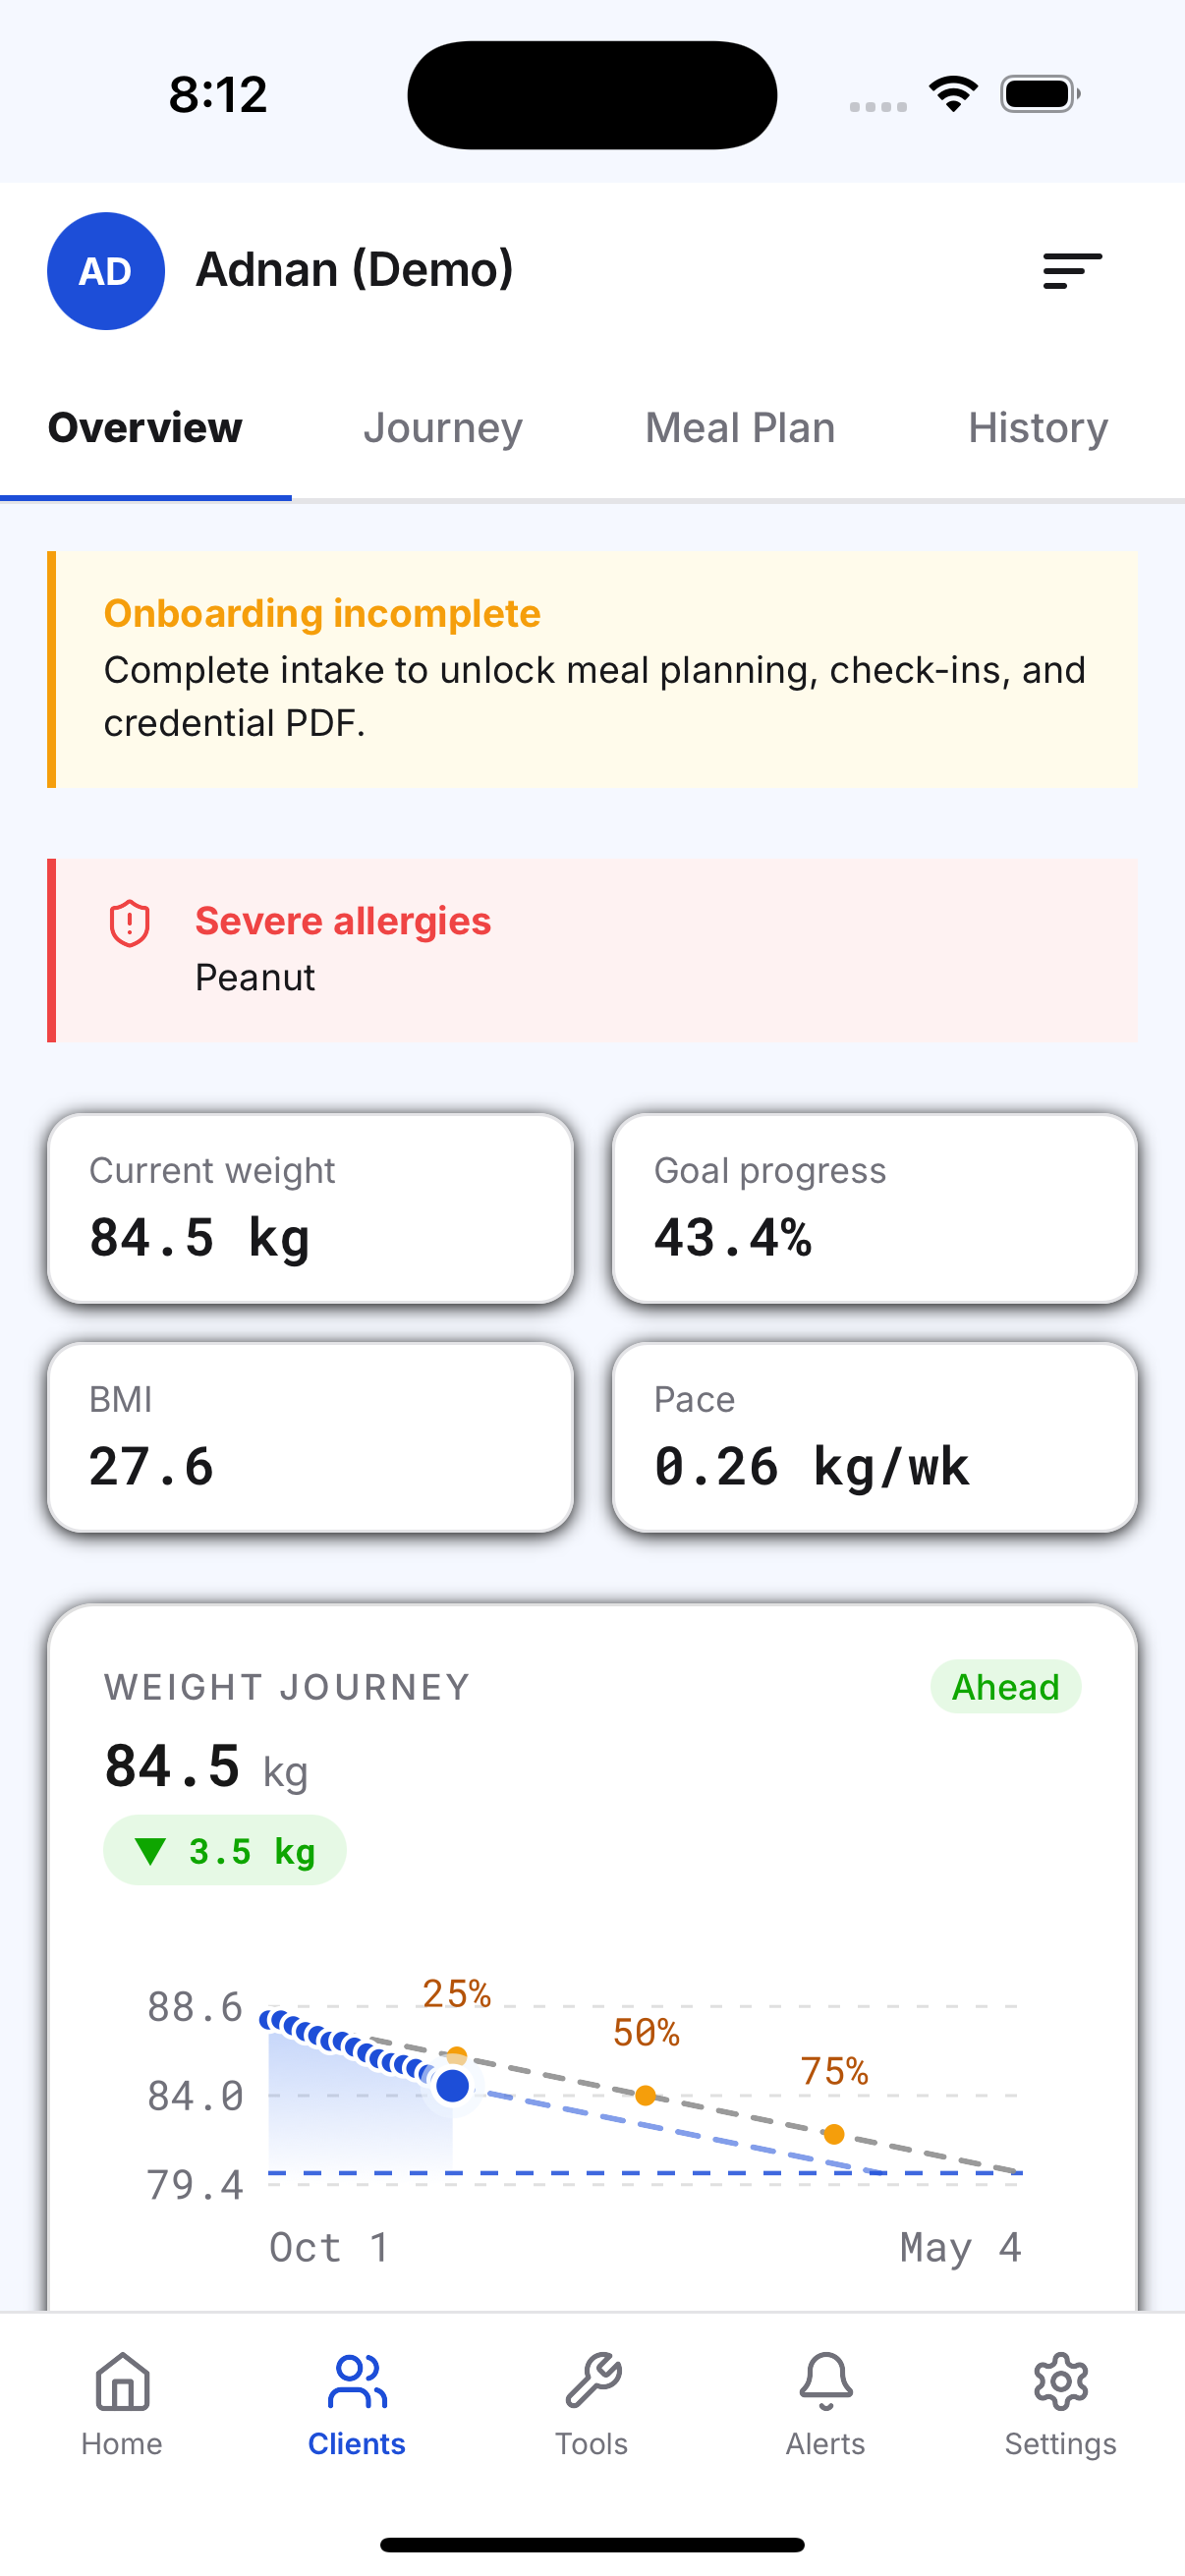 8:12
AD
Adnan (Demo)
Overview
Journey
Meal Plan
History
Onboarding incomplete
Complete intake to unlock meal planning, check-ins, and
credential PDF.
Severe allergies
Peanut
Current weight
84.5 kg
Goal progress
43.4%
BMI
27.6
Pace
0.26 kg/wk
WEIGHT JOURNEY
Ahead
84.5 kg
▼ 3.5 kg
25%
50%
75%
88.6
84.0
79.4
Oct 1
May 4
Home
Clients
Tools
Alerts
Settings